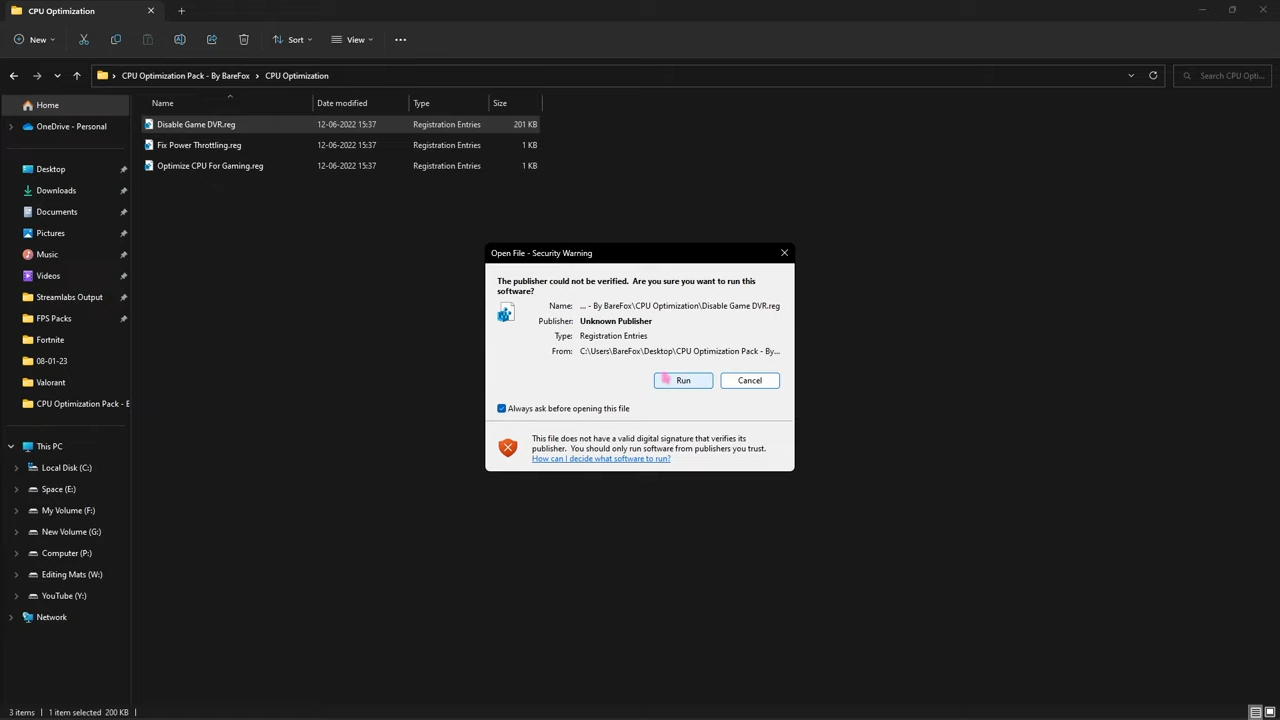 CPU Optimization
New
Sort
View
CPU Optimization Pack - By BareFox > CPU Optimization
Search CPU Opti...
Name
Date modified
Type
Size
Home
OneDrive - Personal
Desktop
Downloads
Documents
Pictures
Music
Videos
Streamlabs Output
FPS Packs
Fortnite
08-01-23
Valorant
CPU Optimization Pack - E
This PC
Local Disk (C:)
Space (E:)
My Volume (F:)
New Volume (G:)
Computer (P:)
Editing Mats (W:)
YouTube (Y:)
Network
Disable Game DVR.reg 12-06-2022 15:37 Registration Entries 201 KB
Fix Power Throttling.reg 12-06-2022 15:37 Registration Entries 1 KB
Optimize CPU For Gaming.reg 12-06-2022 15:37 Registration Entries 1 KB
Open File - Security Warning
The publisher could not be verified. Are you sure you want to run this
software?
Name: ... - By BareFox\CPU Optimization\Disable Game DVR.reg
Publisher: Unknown Publisher
Type: Registration Entries
From: C:\Users\BareFox\Desktop\CPU Optimization Pack - By...
Run
Cancel
Always ask before opening this file
This file does not have a valid digital signature that verifies its
publisher. You should only run software from publishers you trust.
How can I decide what software to run?
3 items
1 item selected 200 KB